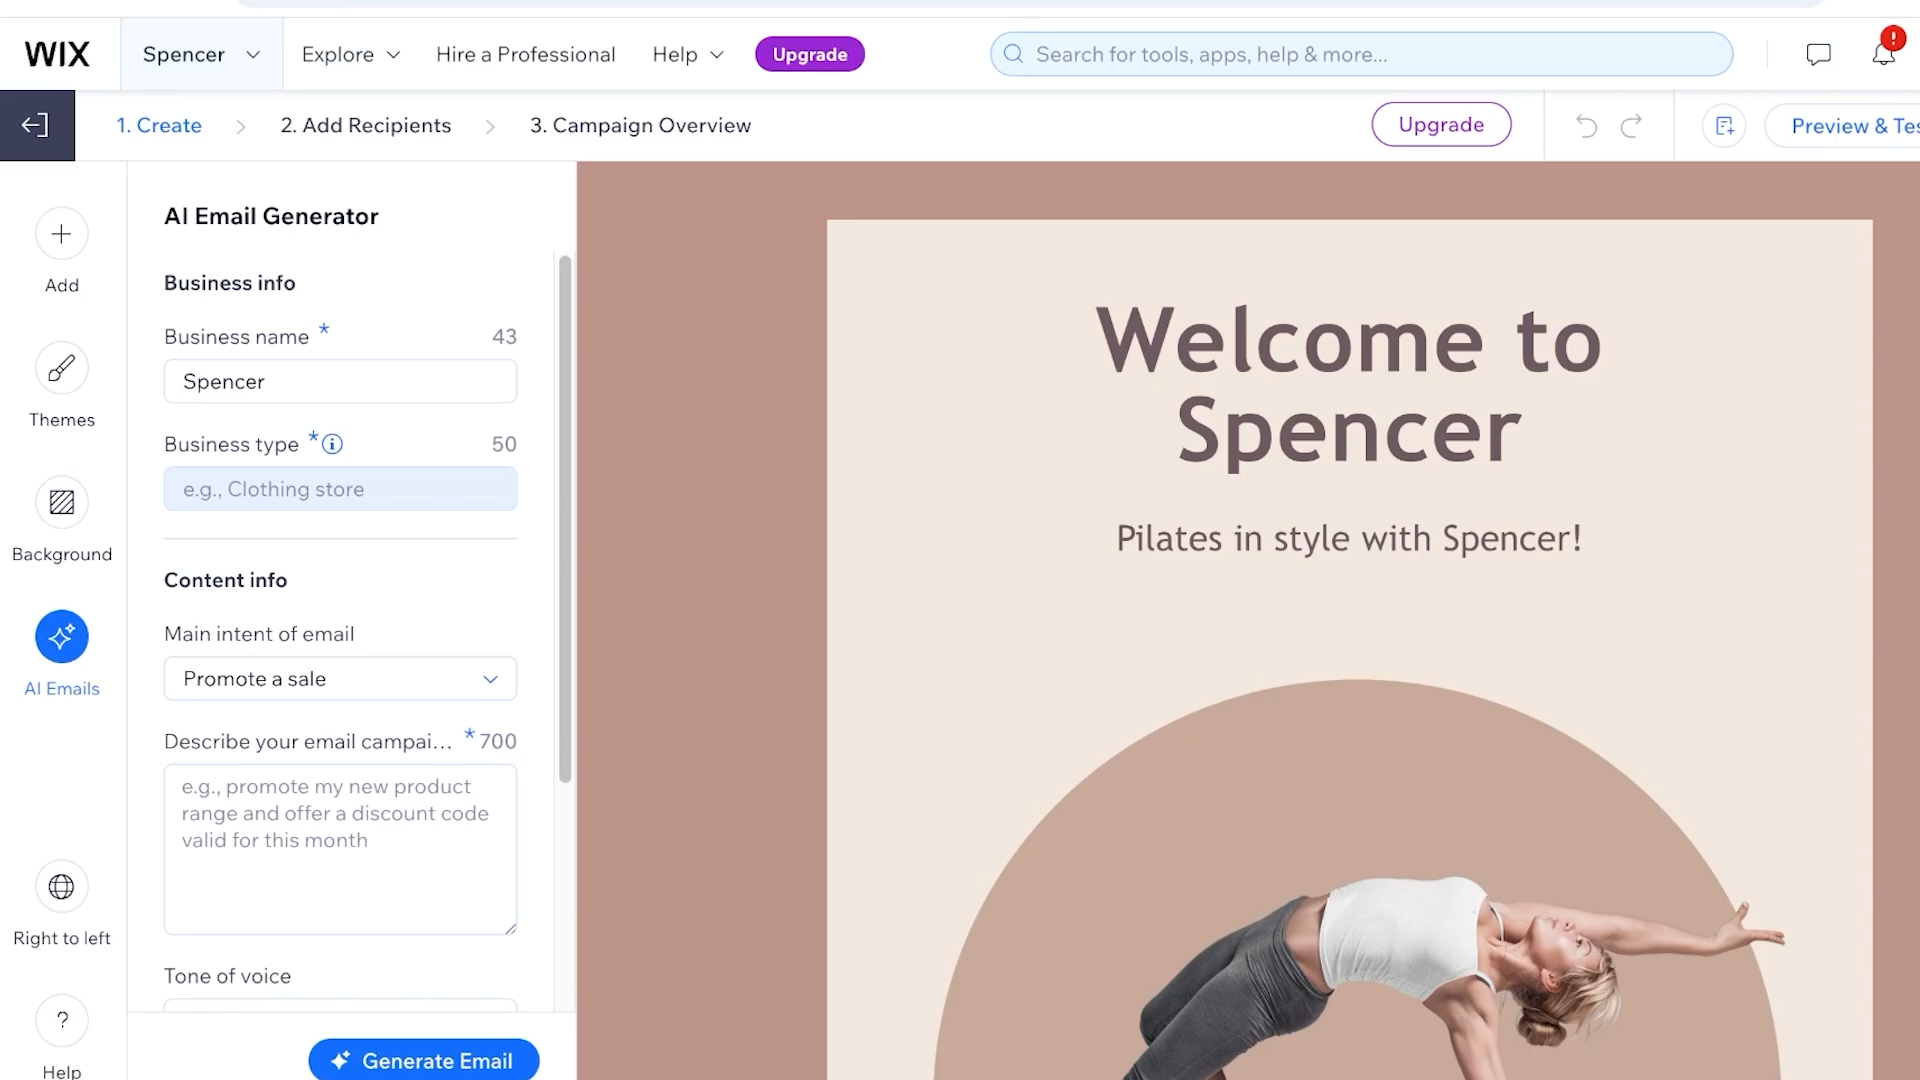 WIX Spencer Explore Hire a Professional Help Upgrade Search for tools, apps, help & more... !
1. Create 2. Add Recipients 3. Campaign Overview Upgrade Preview & Tes
Add
Themes
Background
AI Emails
Right to left
?
Help
AI Email Generator
Business info
Business name * 43
Spencer
Business type * i 50
e.g., Clothing store
Content info
Main intent of email
Promote a sale
Describe your email campai... * 700
e.g., promote my new product
range and offer a discount code
valid for this month
Tone of voice
Generate Email
Welcome to
Spencer
Pilates in style with Spencer!